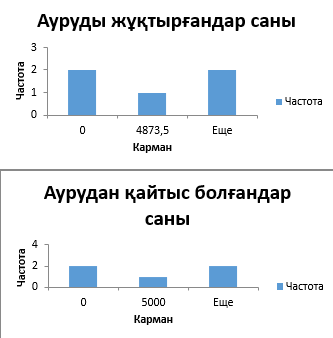 Ауруды жұқтырғандар саны
3
2
1
0
Частота
0 4873,5 Еще
Карман
Частота
Аурудан қайтыс болғандар
саны
4
2
0
Частота
0 5000 Еще
Карман
Частота